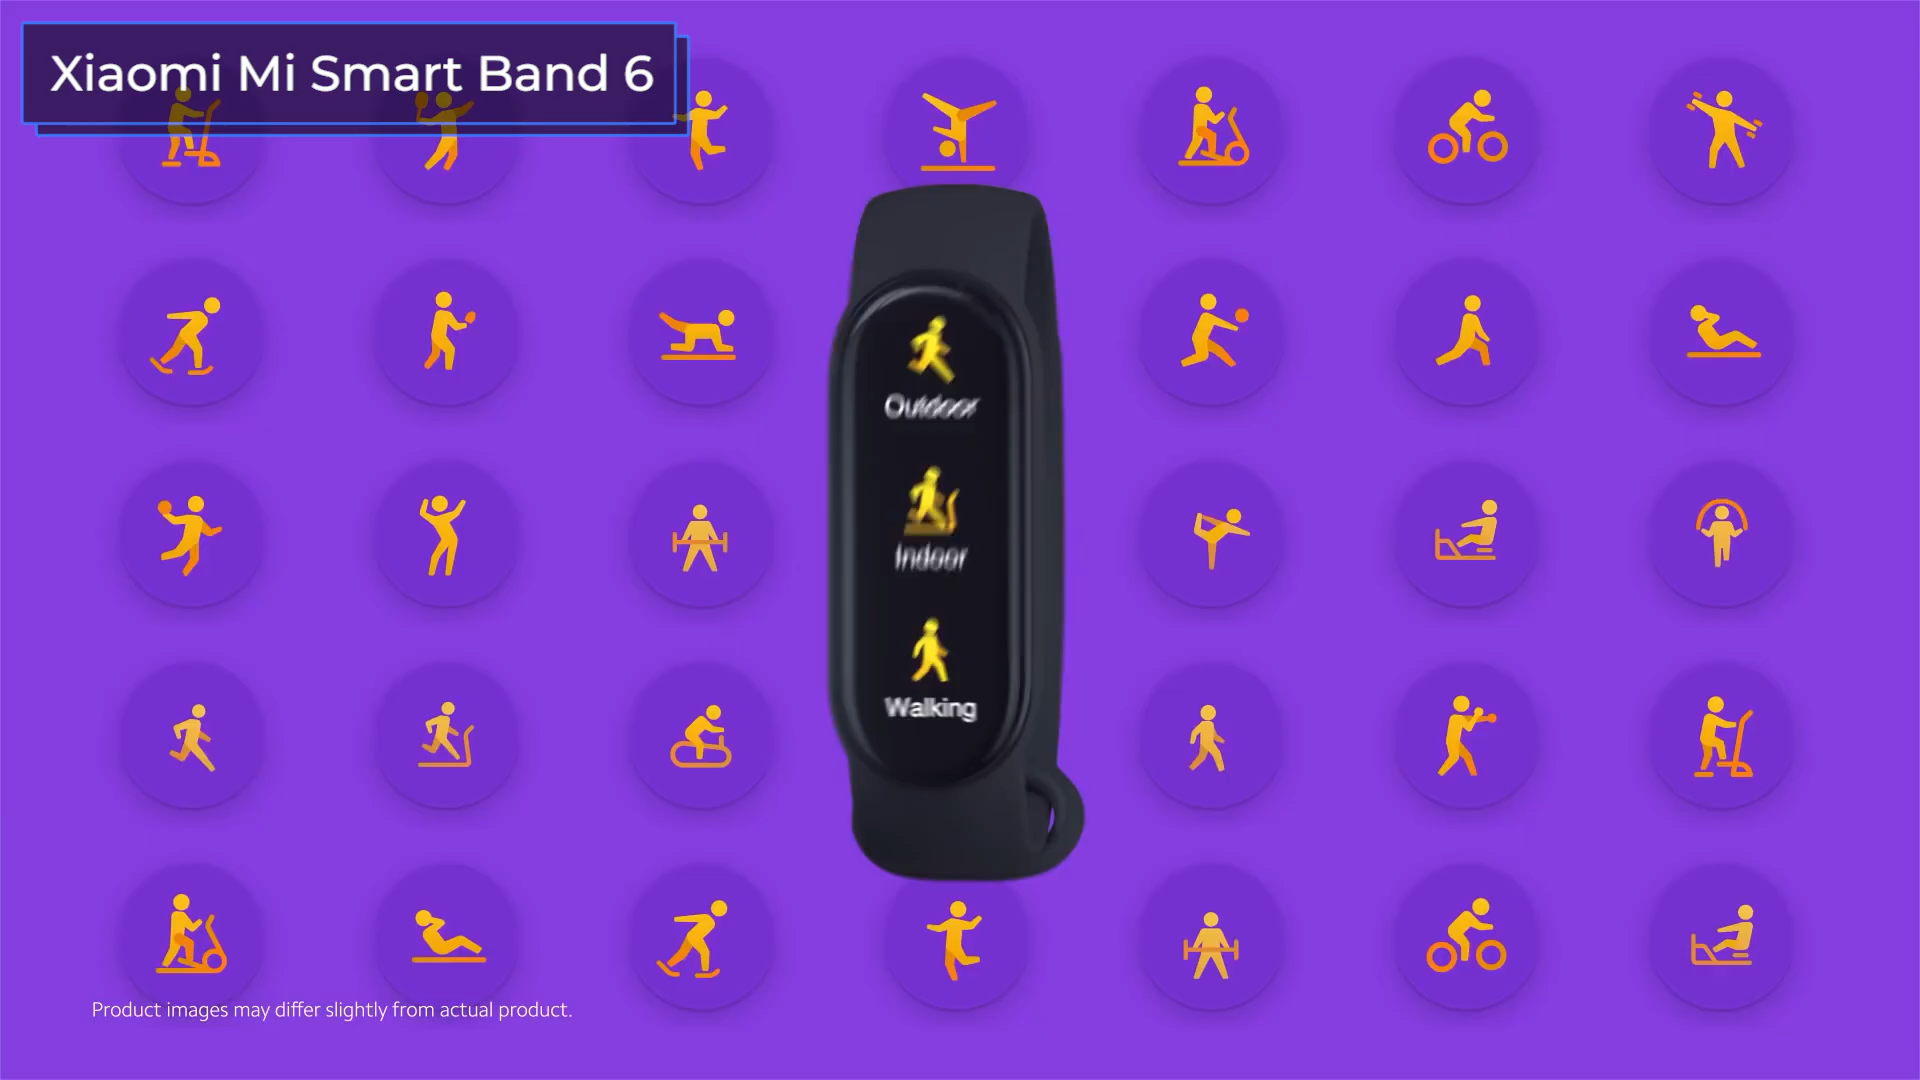 Xiaomi Mi Smart Band 6
Outdoor
Indoor
Walking
Product images may differ slightly from actual product.